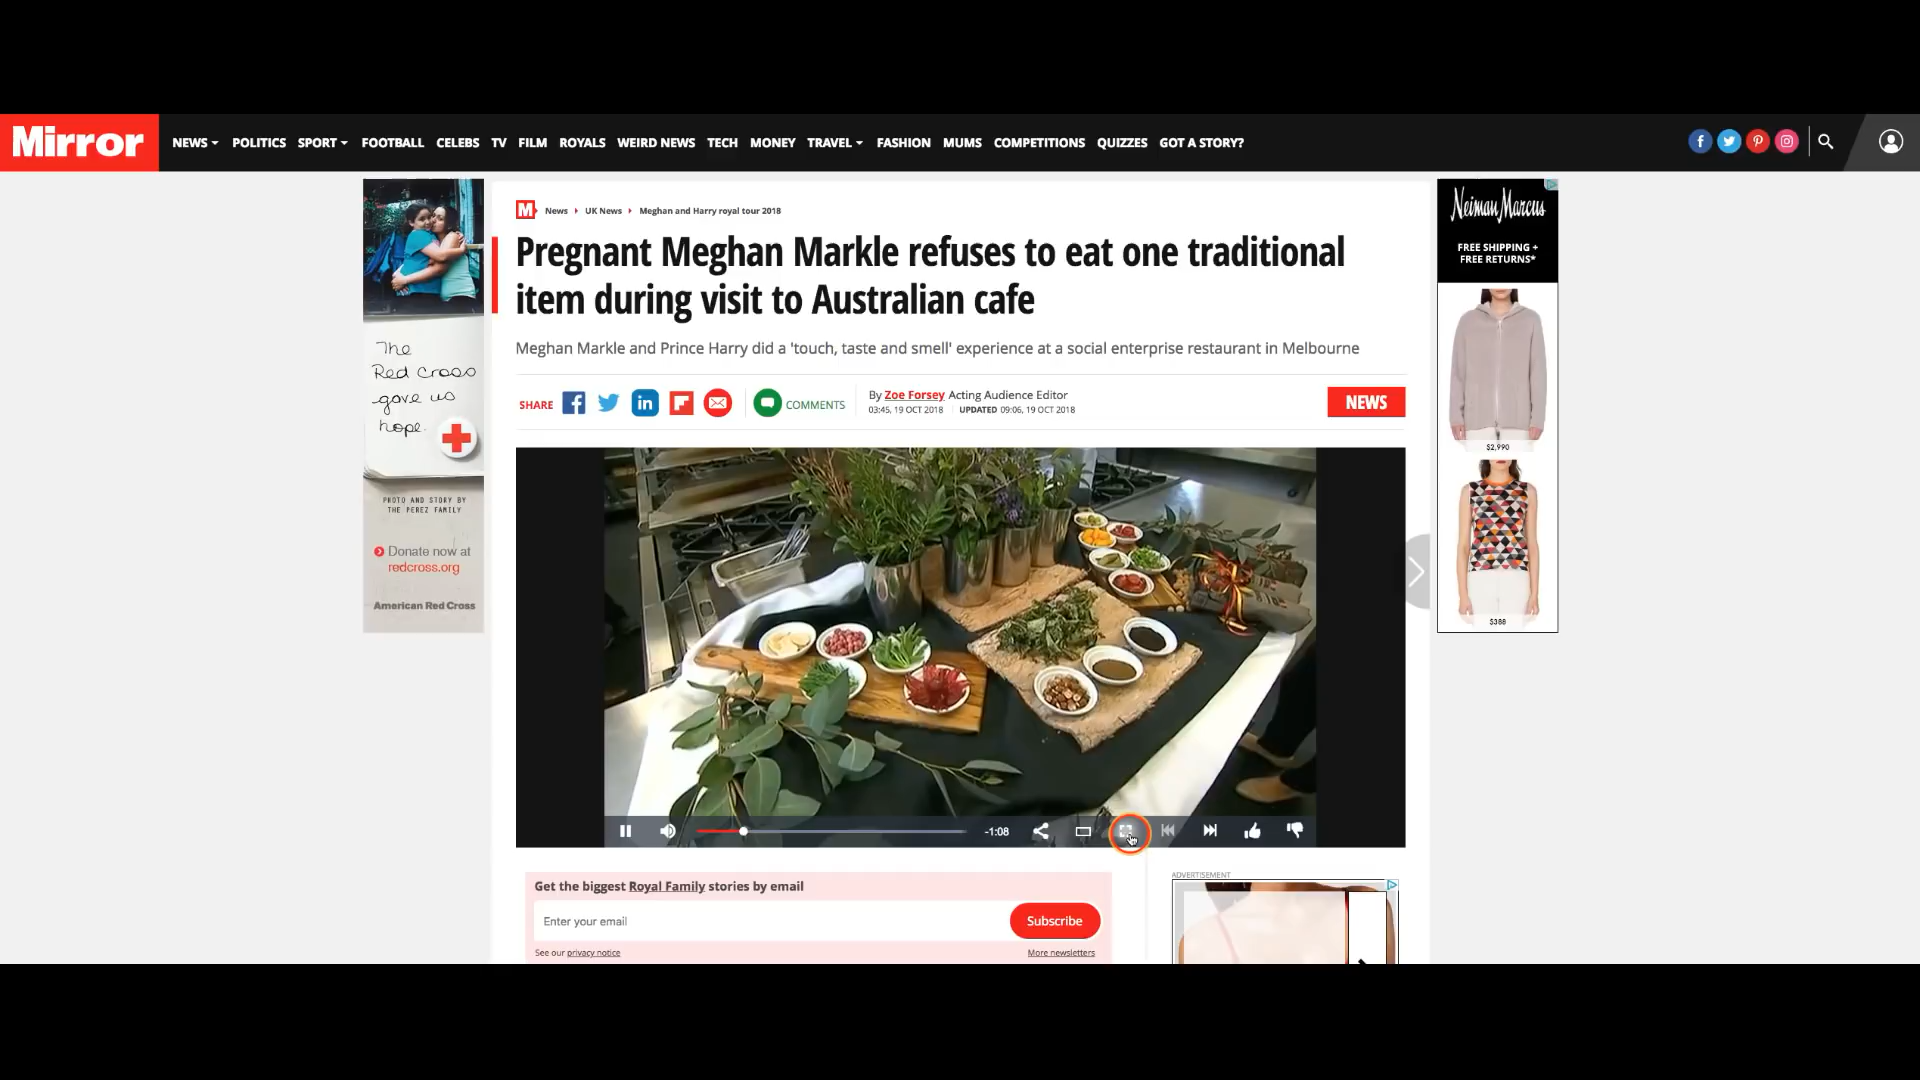 Mirror
NEWS POLITICS SPORT FOOTBALL CELEBS TV FILM ROYALS WEIRD NEWS TECH MONEY TRAVEL FASHION MUMS COMPETITIONS QUIZZES GOT A STORY?
M News UK News Meghan and Harry royal tour 2018
Pregnant Meghan Markle refuses to eat one traditional
item during visit to Australian cafe
Meghan Markle and Prince Harry did a 'touch, taste and smell' experience at a social enterprise restaurant in Melbourne
SHARE
COMMENTS
By Zoe Forsey Acting Audience Editor
03:45, 19 OCT 2018 UPDATED 09:06, 19 OCT 2018
NEWS
The
Red Cross
gave us
hope.
PHOTO AND STORY BY
THE PEREZ FAMILY
Donate now at
redcross.org
American Red Cross
Neiman Marcus
FREE SHIPPING +
FREE RETURNS*
$2,990
$388
-1:08
Get the biggest Royal Family stories by email
Enter your email
Subscribe
See our privacy notice
More newsletters
ADVERTISEMENT